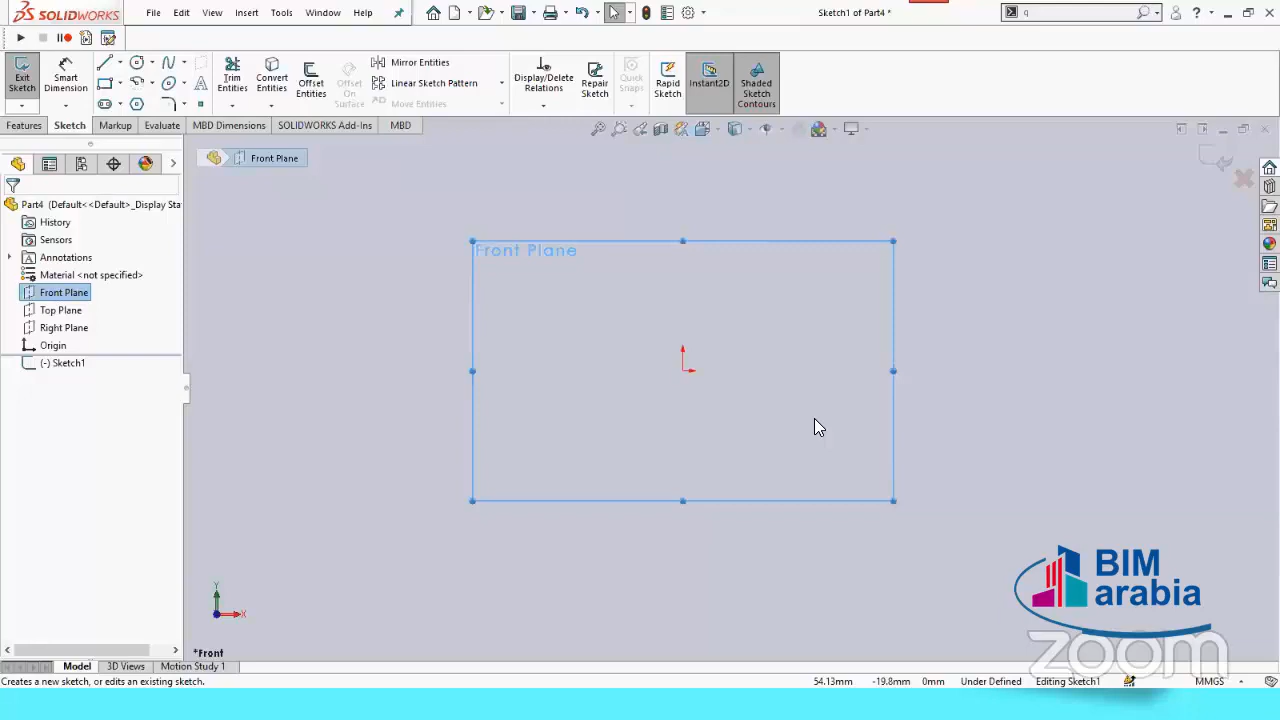 SOLIDWORKS
File Edit View Insert Tools Window Help
Sketch1 of Part4 *
q
Exit Sketch
Smart Dimension
Trim Entities
Convert Entities
Offset Entities
Offset On Surface
Mirror Entities
Linear Sketch Pattern
Move Entities
Display/Delete Relations
Repair Sketch
Quick Snaps
Rapid Sketch
Instant2D
Shaded Sketch Contours
Features Sketch Markup Evaluate MBD Dimensions SOLIDWORKS Add-Ins MBD
Front Plane
Part4 (Default<<Default>_Display Sta
History
Sensors
Annotations
Material <not specified>
Front Plane
Top Plane
Right Plane
Origin
(-) Sketch1
Front Plane
Y
X
*Front
BIM
arabia
zoom
Model 3D Views Motion Study 1
Creates a new sketch, or edits an existing sketch. 54.13mm -19.8mm 0mm Under Defined Editing Sketch1 MMGS